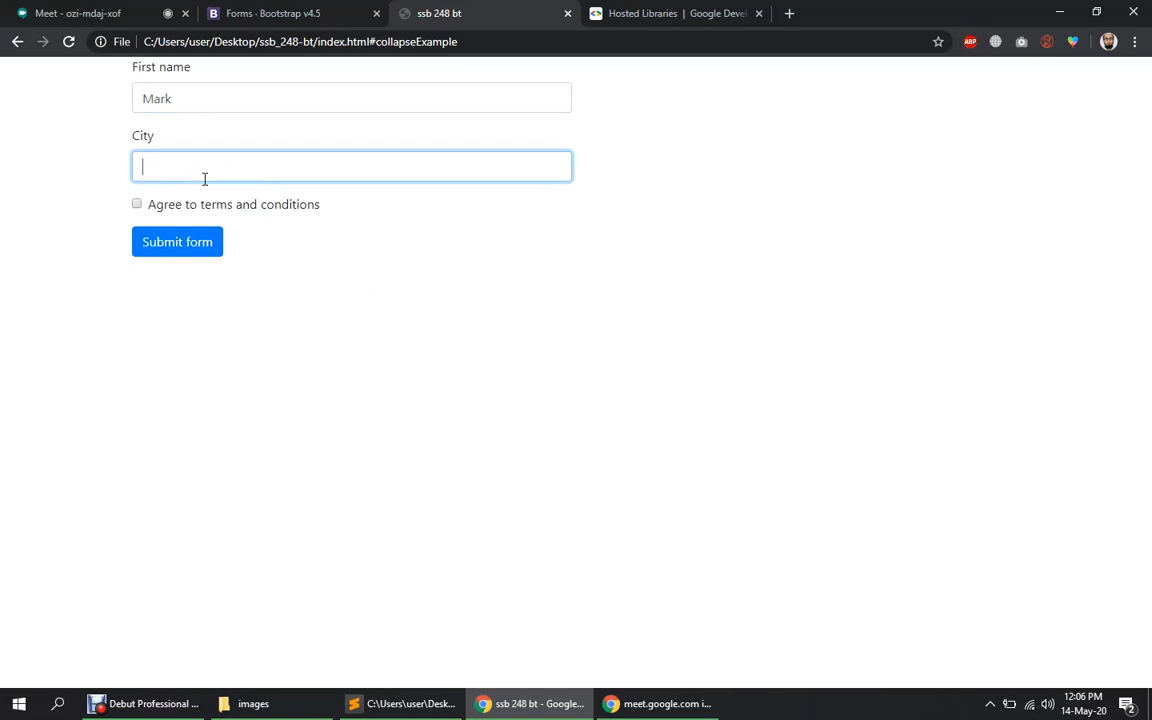 Meet - ozi-mdaj-xof
Forms · Bootstrap v4.5
ssb 248 bt
Hosted Libraries | Google Devel
File
C:/Users/user/Desktop/ssb_248-bt/index.html#collapseExample
ABP
First name
Mark
City
Agree to terms and conditions
Submit form
Debut Professional ...
images
C:\Users\user\Desk...
ssb 248 bt - Google...
meet.google.com i...
12:06 PM
14-May-20
2